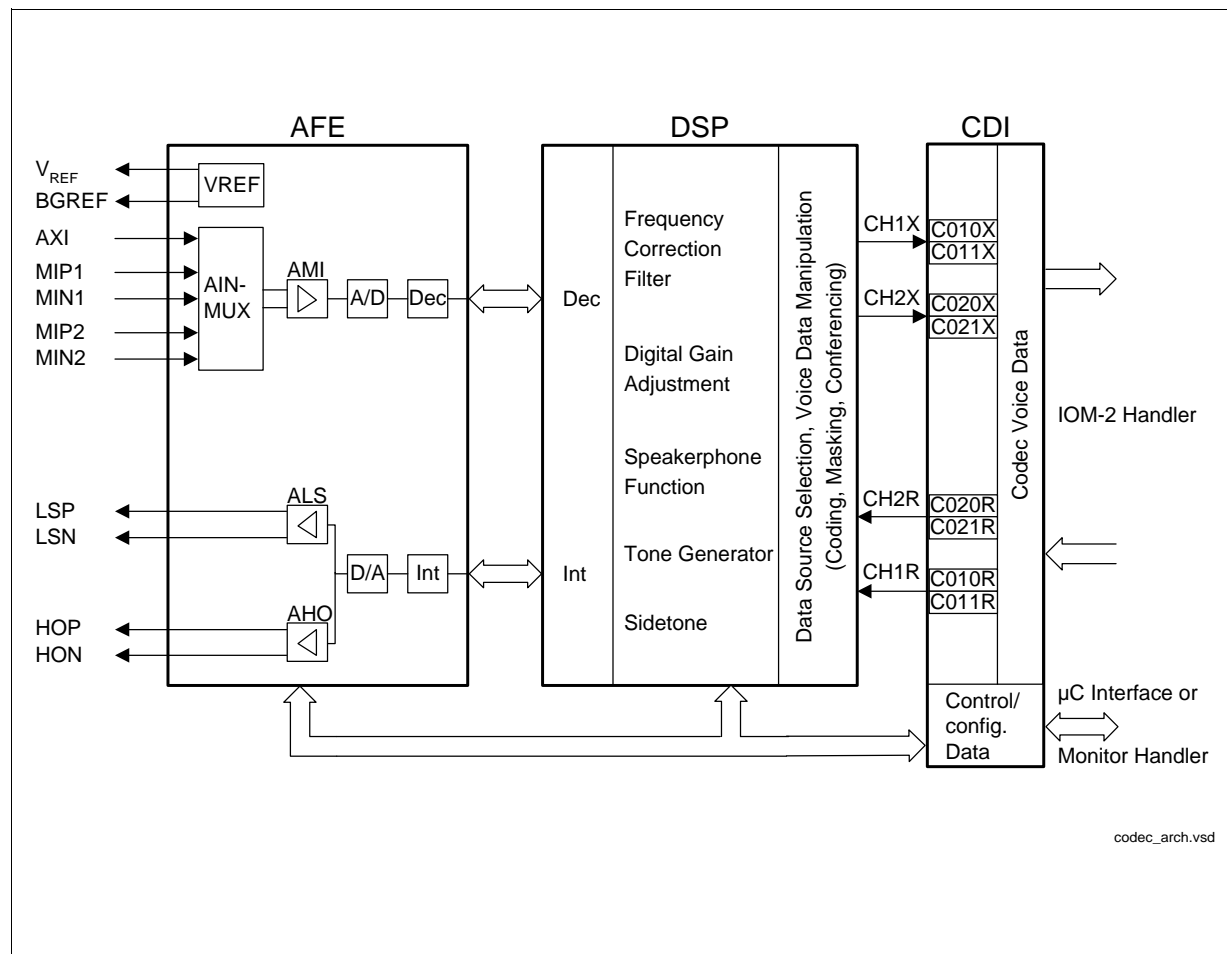 AFE
DSP
CDI
VREF
BGREF
AXI
MIP1
MIN1
MIP2
MIN2
VREF
AIN-
MUX
AMI
A/D
Dec
LSP
LSN
HOP
HON
ALS
AHO
D/A
Int
Dec
Int
Frequency
Correction
Filter
Digital Gain
Adjustment
Speakerphone
Function
Tone Generator
Sidetone
Data Source Selection, Voice Data Manipulation
(Coding, Masking, Conferencing)
CH1X
CH2X
CH2R
CH1R
C010X
C011X
C020X
C021X
C020R
C021R
C010R
C011R
Codec Voice Data
Control/
config.
Data
IOM-2 Handler
µC Interface or
Monitor Handler
codec_arch.vsd